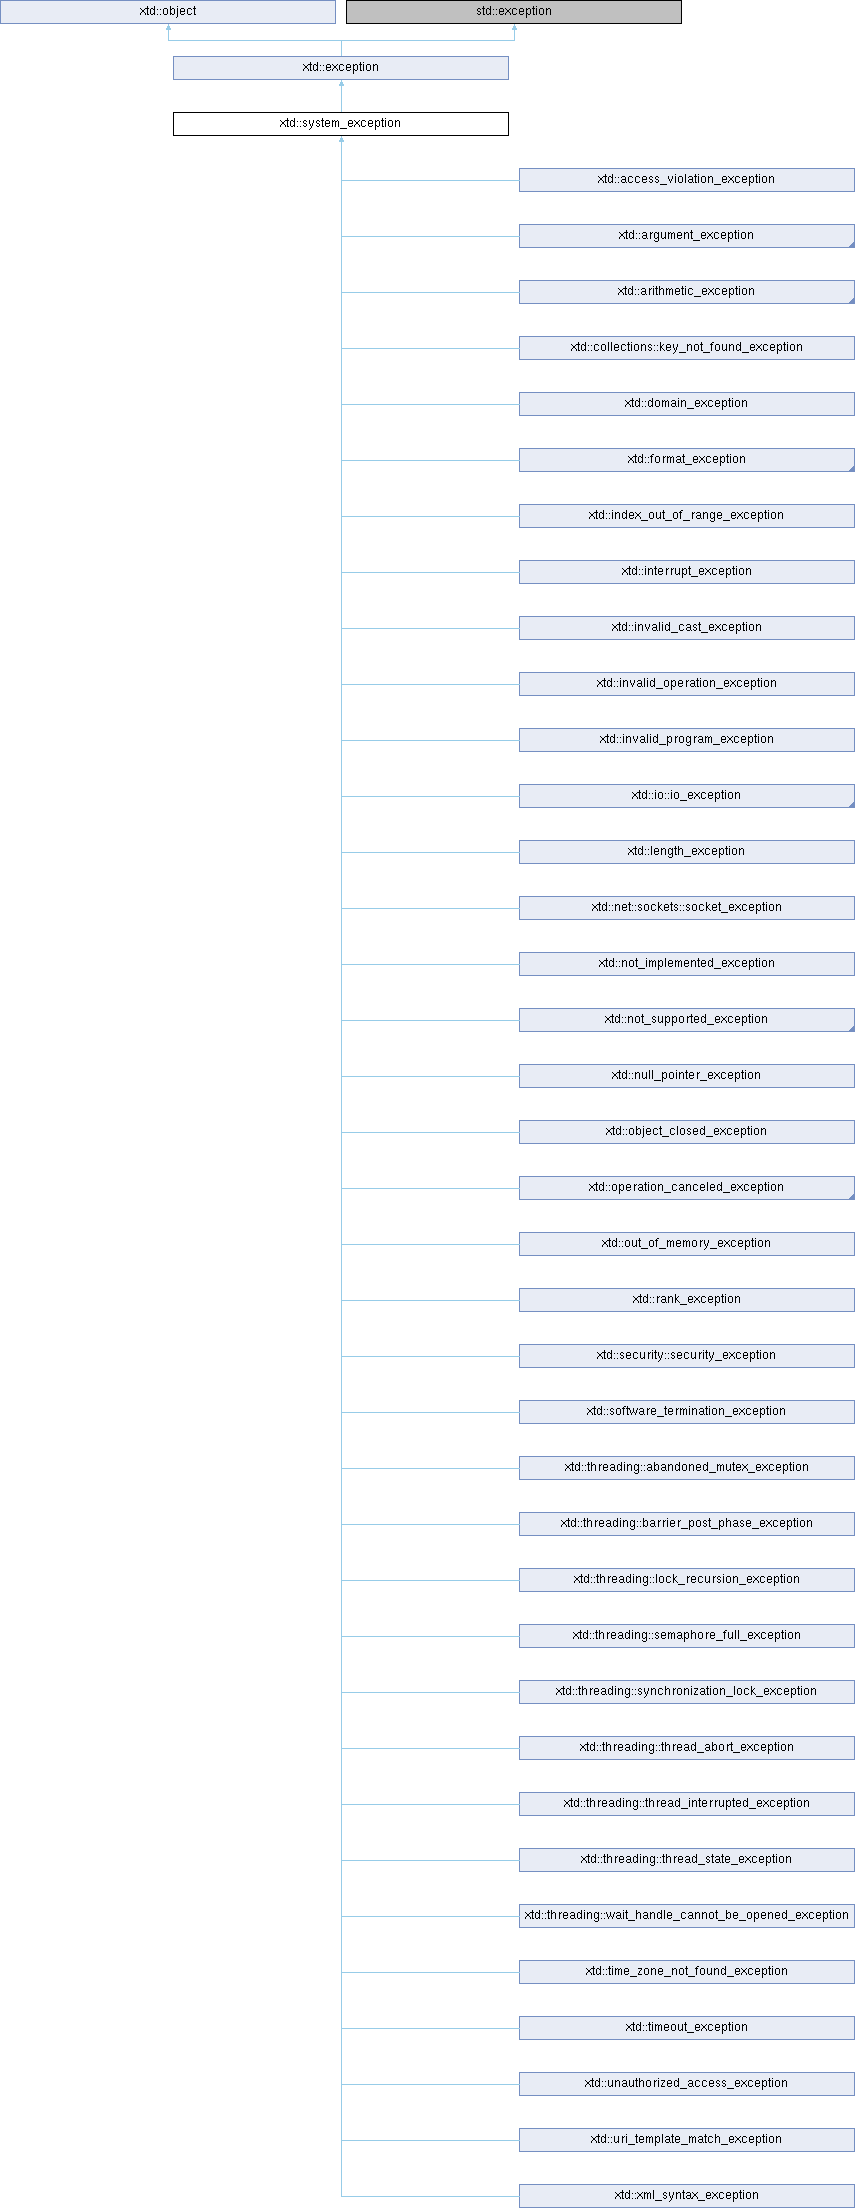 xtd::object
std::exception
xtd::exception
xtd::system_exception
xtd::access_violation_exception
xtd::argument_exception
xtd::arithmetic_exception
xtd::collections::key_not_found_exception
xtd::domain_exception
xtd::format_exception
xtd::index_out_of_range_exception
xtd::interrupt_exception
xtd::invalid_cast_exception
xtd::invalid_operation_exception
xtd::invalid_program_exception
xtd::io::io_exception
xtd::length_exception
xtd::net::sockets::socket_exception
xtd::not_implemented_exception
xtd::not_supported_exception
xtd::null_pointer_exception
xtd::object_closed_exception
xtd::operation_canceled_exception
xtd::out_of_memory_exception
xtd::rank_exception
xtd::security::security_exception
xtd::software_termination_exception
xtd::threading::abandoned_mutex_exception
xtd::threading::barrier_post_phase_exception
xtd::threading::lock_recursion_exception
xtd::threading::semaphore_full_exception
xtd::threading::synchronization_lock_exception
xtd::threading::thread_abort_exception
xtd::threading::thread_interrupted_exception
xtd::threading::thread_state_exception
xtd::threading::wait_handle_cannot_be_opened_exception
xtd::time_zone_not_found_exception
xtd::timeout_exception
xtd::unauthorized_access_exception
xtd::uri_template_match_exception
xtd::xml_syntax_exception